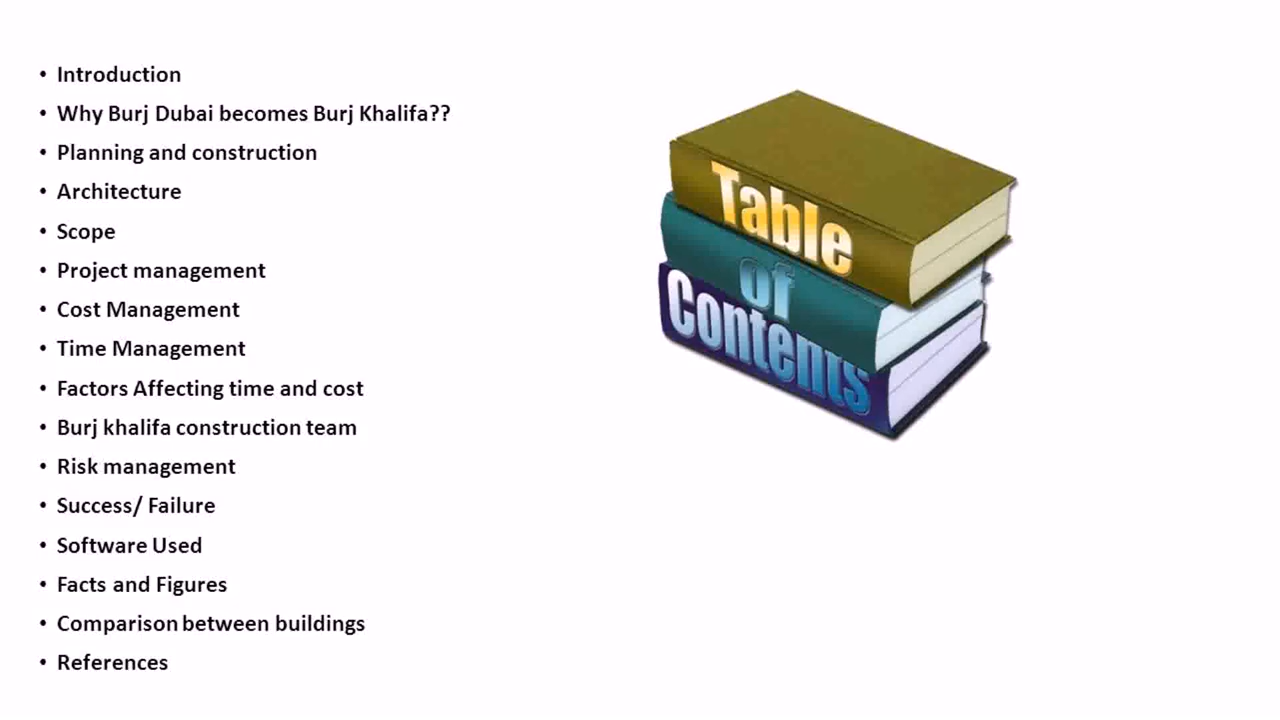 • Introduction
• Why Burj Dubai becomes Burj Khalifa??
• Planning and construction
• Architecture
• Scope
• Project management
• Cost Management
• Time Management
• Factors Affecting time and cost
• Burj khalifa construction team
• Risk management
• Success/ Failure
• Software Used
• Facts and Figures
• Comparison between buildings
• References
Table
of
Contents